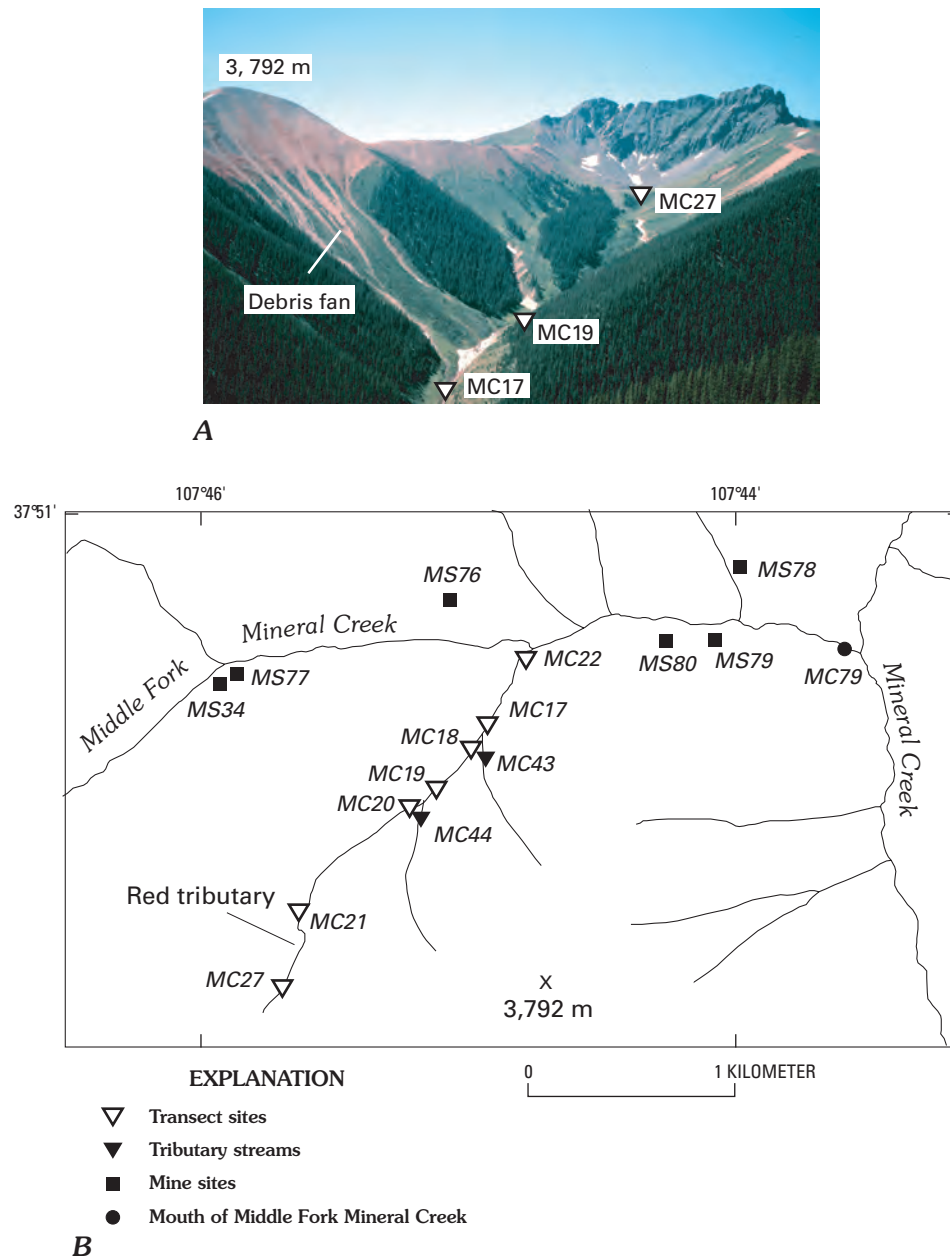 3, 792 m
MC27
Debris fan
MC19
MC17
A
107°46'
107°44'
37°51'
MS76
MS78
Mineral Creek
Middle Fork
MS77
MS34
MC22
MS80
MS79
MC79
Mineral Creek
MC17
MC18
MC43
MC19
MC20
MC44
Red tributary
MC21
MC27
X
3,792 m
EXPLANATION
0
1 KILOMETER
Transect sites
Tributary streams
Mine sites
Mouth of Middle Fork Mineral Creek
B